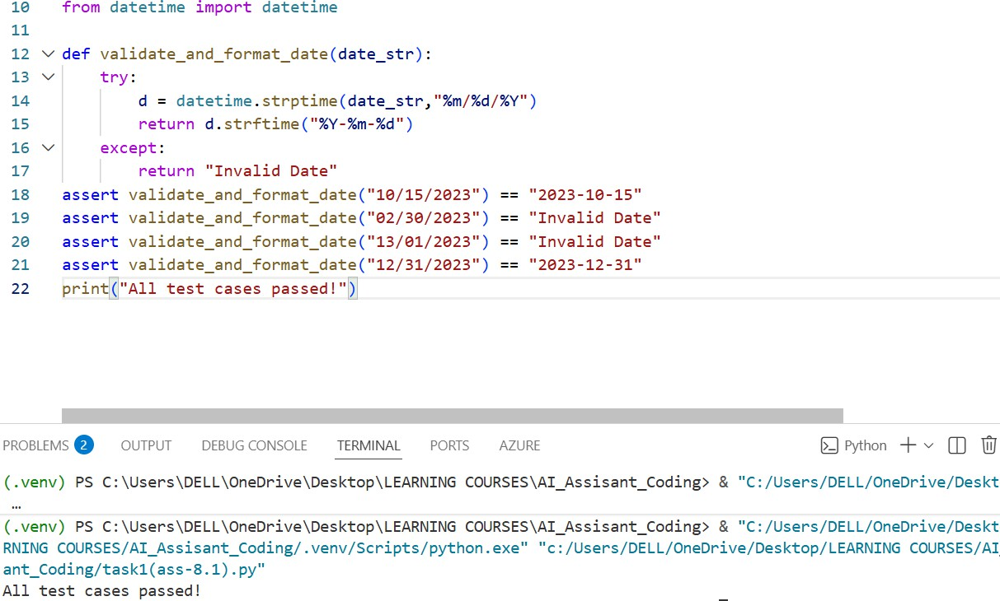 10 from datetime import datetime
11
12 def validate_and_format_date(date_str):
13     try:
14         d = datetime.strptime(date_str,"%m/%d/%Y")
15         return d.strftime("%Y-%m-%d")
16     except:
17         return "Invalid Date"
18 assert validate_and_format_date("10/15/2023") == "2023-10-15"
19 assert validate_and_format_date("02/30/2023") == "Invalid Date"
20 assert validate_and_format_date("13/01/2023") == "Invalid Date"
21 assert validate_and_format_date("12/31/2023") == "2023-12-31"
22 print("All test cases passed!")
PROBLEMS 2 OUTPUT DEBUG CONSOLE TERMINAL PORTS AZURE Python
(.venv) PS C:\Users\DELL\OneDrive\Desktop\LEARNING COURSES\AI_Assisant_Coding> & "C:/Users/DELL/OneDrive/Deskt
…
(.venv) PS C:\Users\DELL\OneDrive\Desktop\LEARNING COURSES\AI_Assisant_Coding> & "C:/Users/DELL/OneDrive/Deskt
RNING COURSES/AI_Assisant_Coding/.venv/Scripts/python.exe" "c:/Users/DELL/OneDrive/Desktop/LEARNING COURSES/AI_
ant_Coding/task1(ass-8.1).py"
All test cases passed!